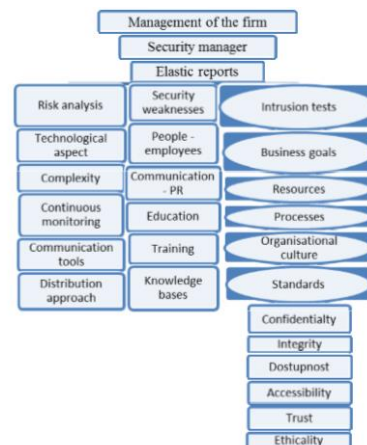 Management of the firm
Security manager
Elastic reports
Risk analysis
Technological
aspect
Complexity
Continuous
monitoring
Communication
tools
Distribution
approach
Security
weaknesses
People -
employees
Communication
- PR
Education
Training
Knowledge
bases
Intrusion tests
Business goals
Resources
Processes
Organisational
culture
Standards
Confidentialty
Integrity
Dostupnost
Accessibility
Trust
Ethicality